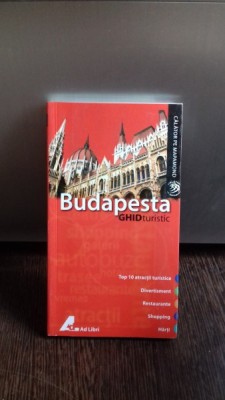 CĂLĂTOR PE MAPAMOND
Budapesta
GHIDturistic
Top 10 atracții turistice
Divertisment
Restaurante
Shopping
Hărți
Ad Libri